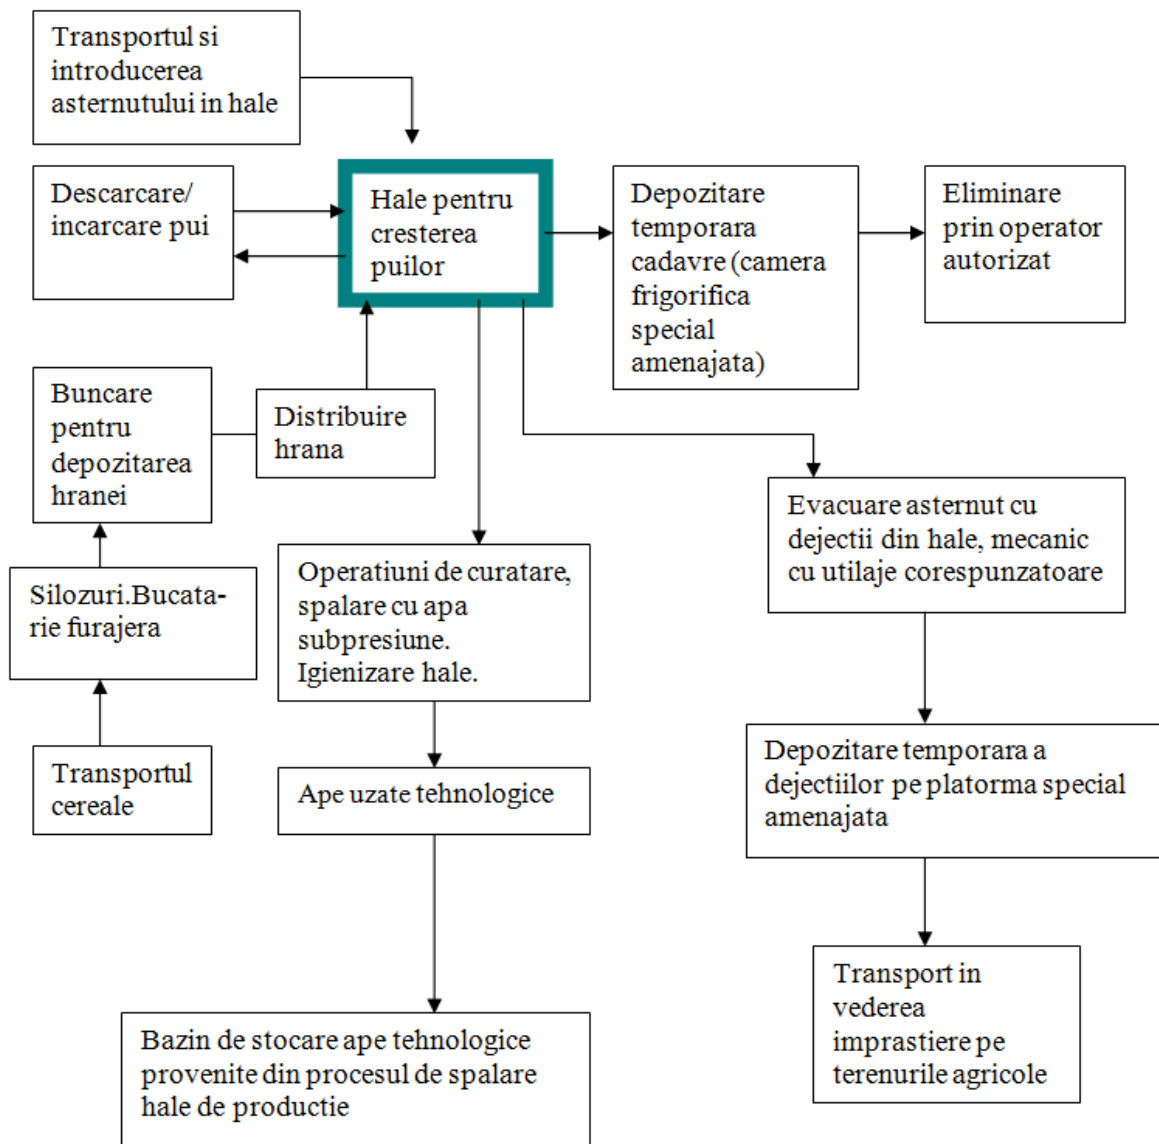 Transportul si
introducerea
asternutului in hale
Descarcare/
incarcare pui
Hale pentru
cresterea
puilor
Depozitare
temporara
cadavre (camera
frigorifica
special
amenajata)
Eliminare
prin operator
autorizat
Buncare
pentru
depozitarea
hranei
Distribuire
hrana
Evacuare asternut cu
dejectii din hale, mecanic
cu utilaje corespunzatoare
Silozuri.Bucata-
rie furajera
Operatiuni de curatare,
spalare cu apa
subpresiune.
Igienizare hale.
Transportul
cereale
Ape uzate tehnologice
Depozitare temporara a
dejectiilor pe platorma special
amenajata
Bazin de stocare ape tehnologice
provenite din procesul de spalare
hale de productie
Transport in
vederea
imprastiere pe
terenurile agricole